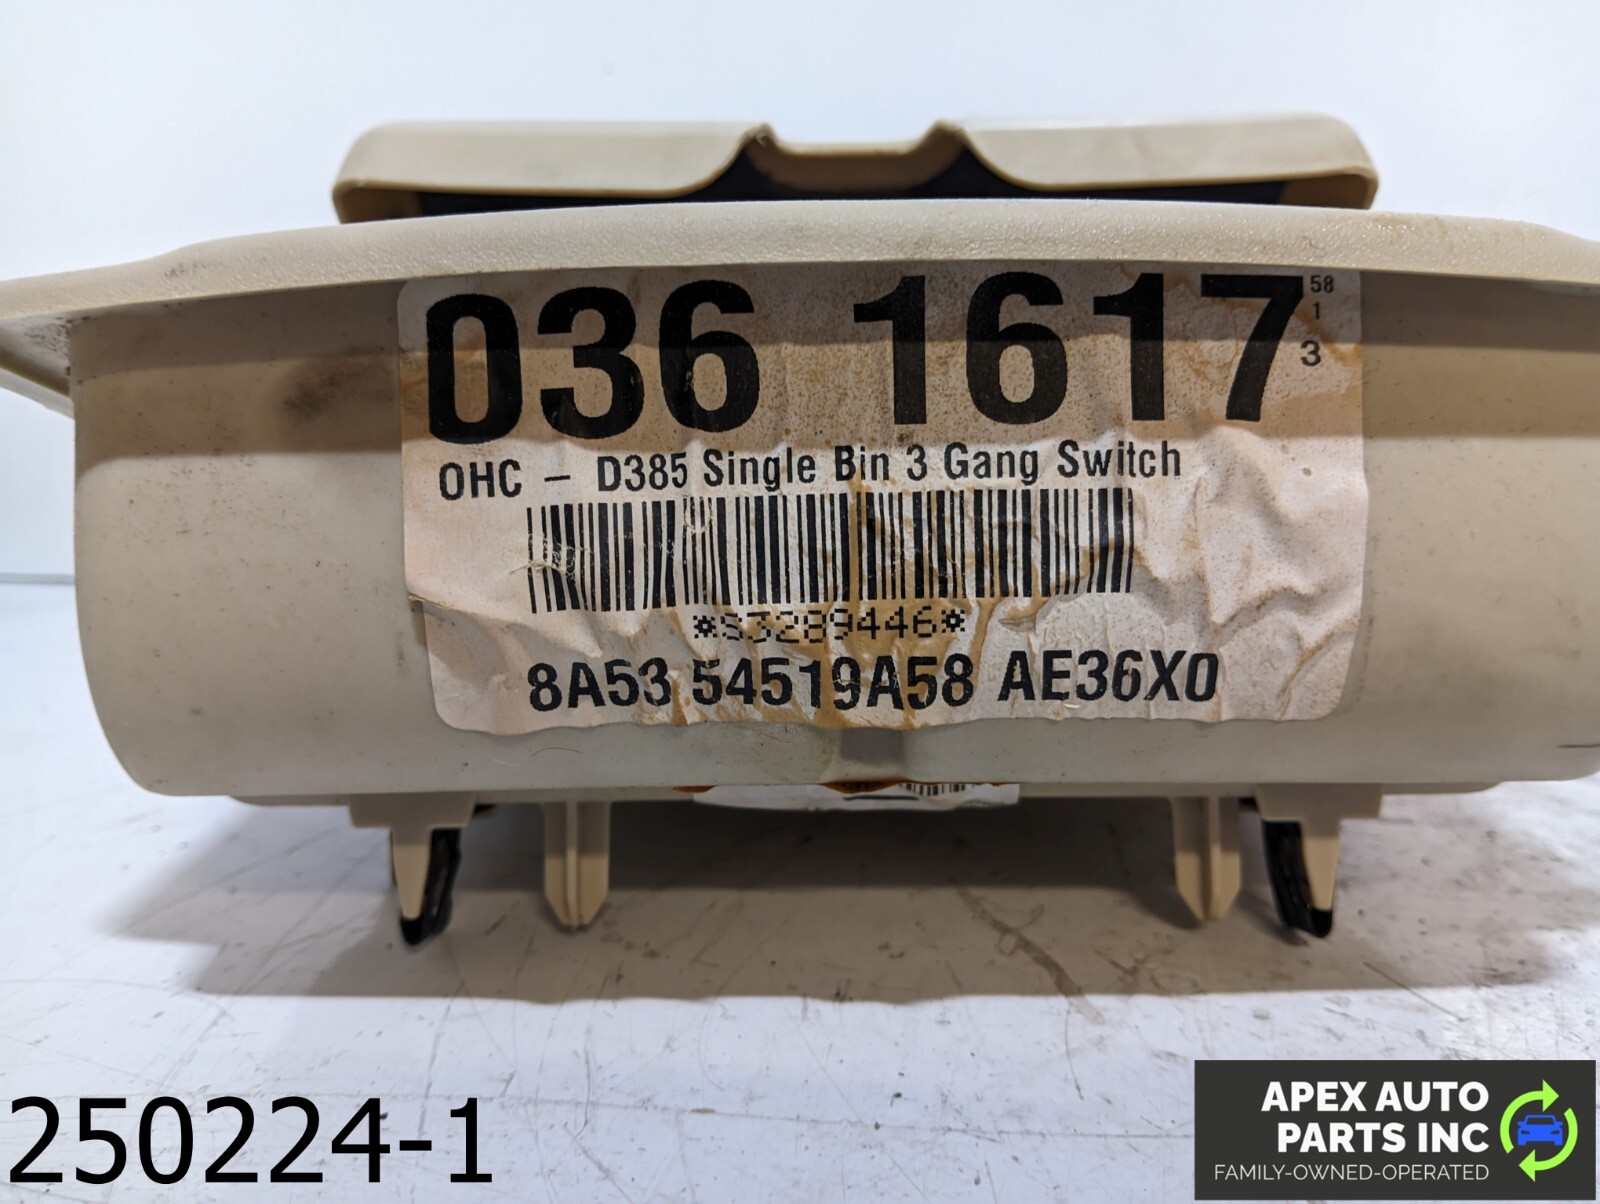 036 1617
58
1
3
OHC - D385 Single Bin 3 Gang Switch
*S3289446*
8A53 54519A58 AE36X0
250224-1
APEX AUTO
PARTS INC
FAMILY-OWNED-OPERATED